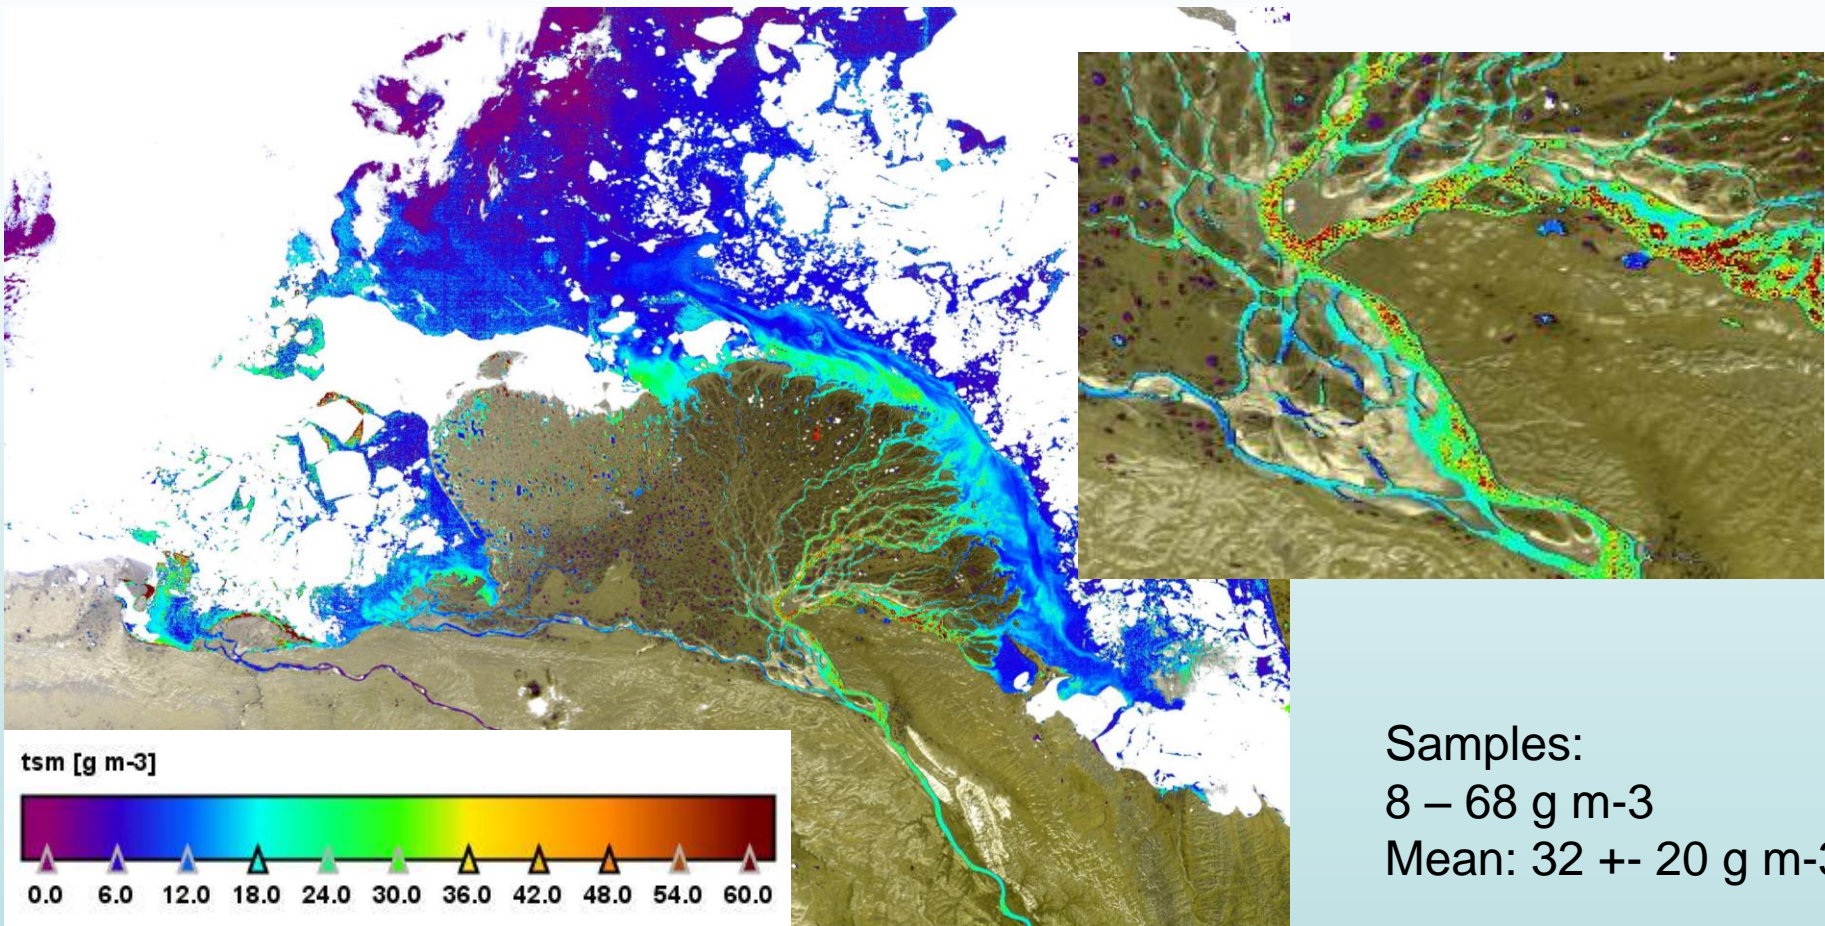 tsm [g m-3]
0.0 6.0 12.0 18.0 24.0 30.0 36.0 42.0 48.0 54.0 60.0
Samples:
8 – 68 g m-3
Mean: 32 +- 20 g m-3